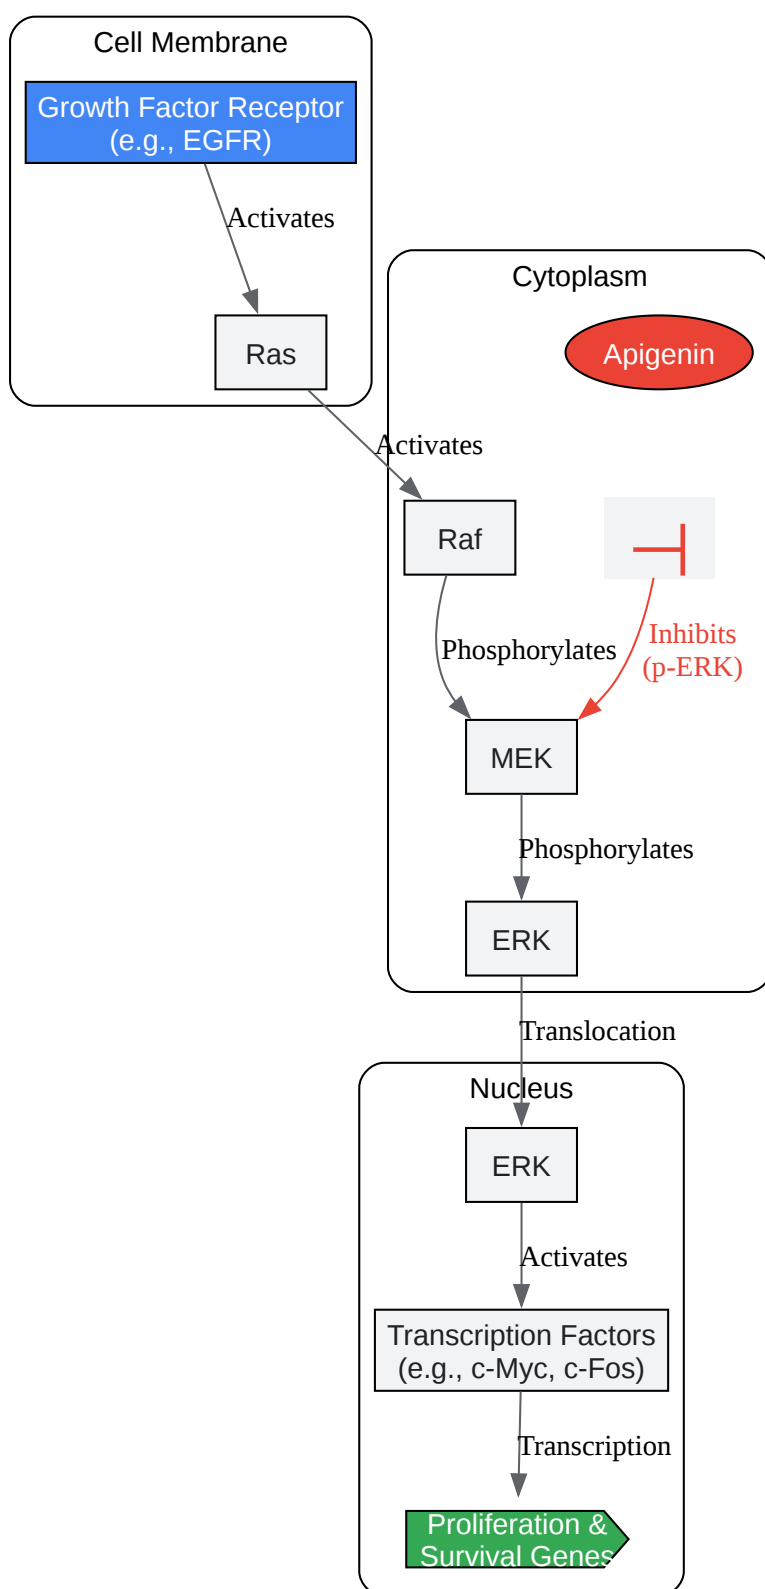 Cell Membrane
Growth Factor Receptor
(e.g., EGFR)
Activates
Ras
Cytoplasm
Apigenin
Activates
Raf
Inhibits
(p-ERK)
Phosphorylates
MEK
Phosphorylates
ERK
Translocation
Nucleus
ERK
Activates
Transcription Factors
(e.g., c-Myc, c-Fos)
Transcription
Proliferation &
Survival Genes